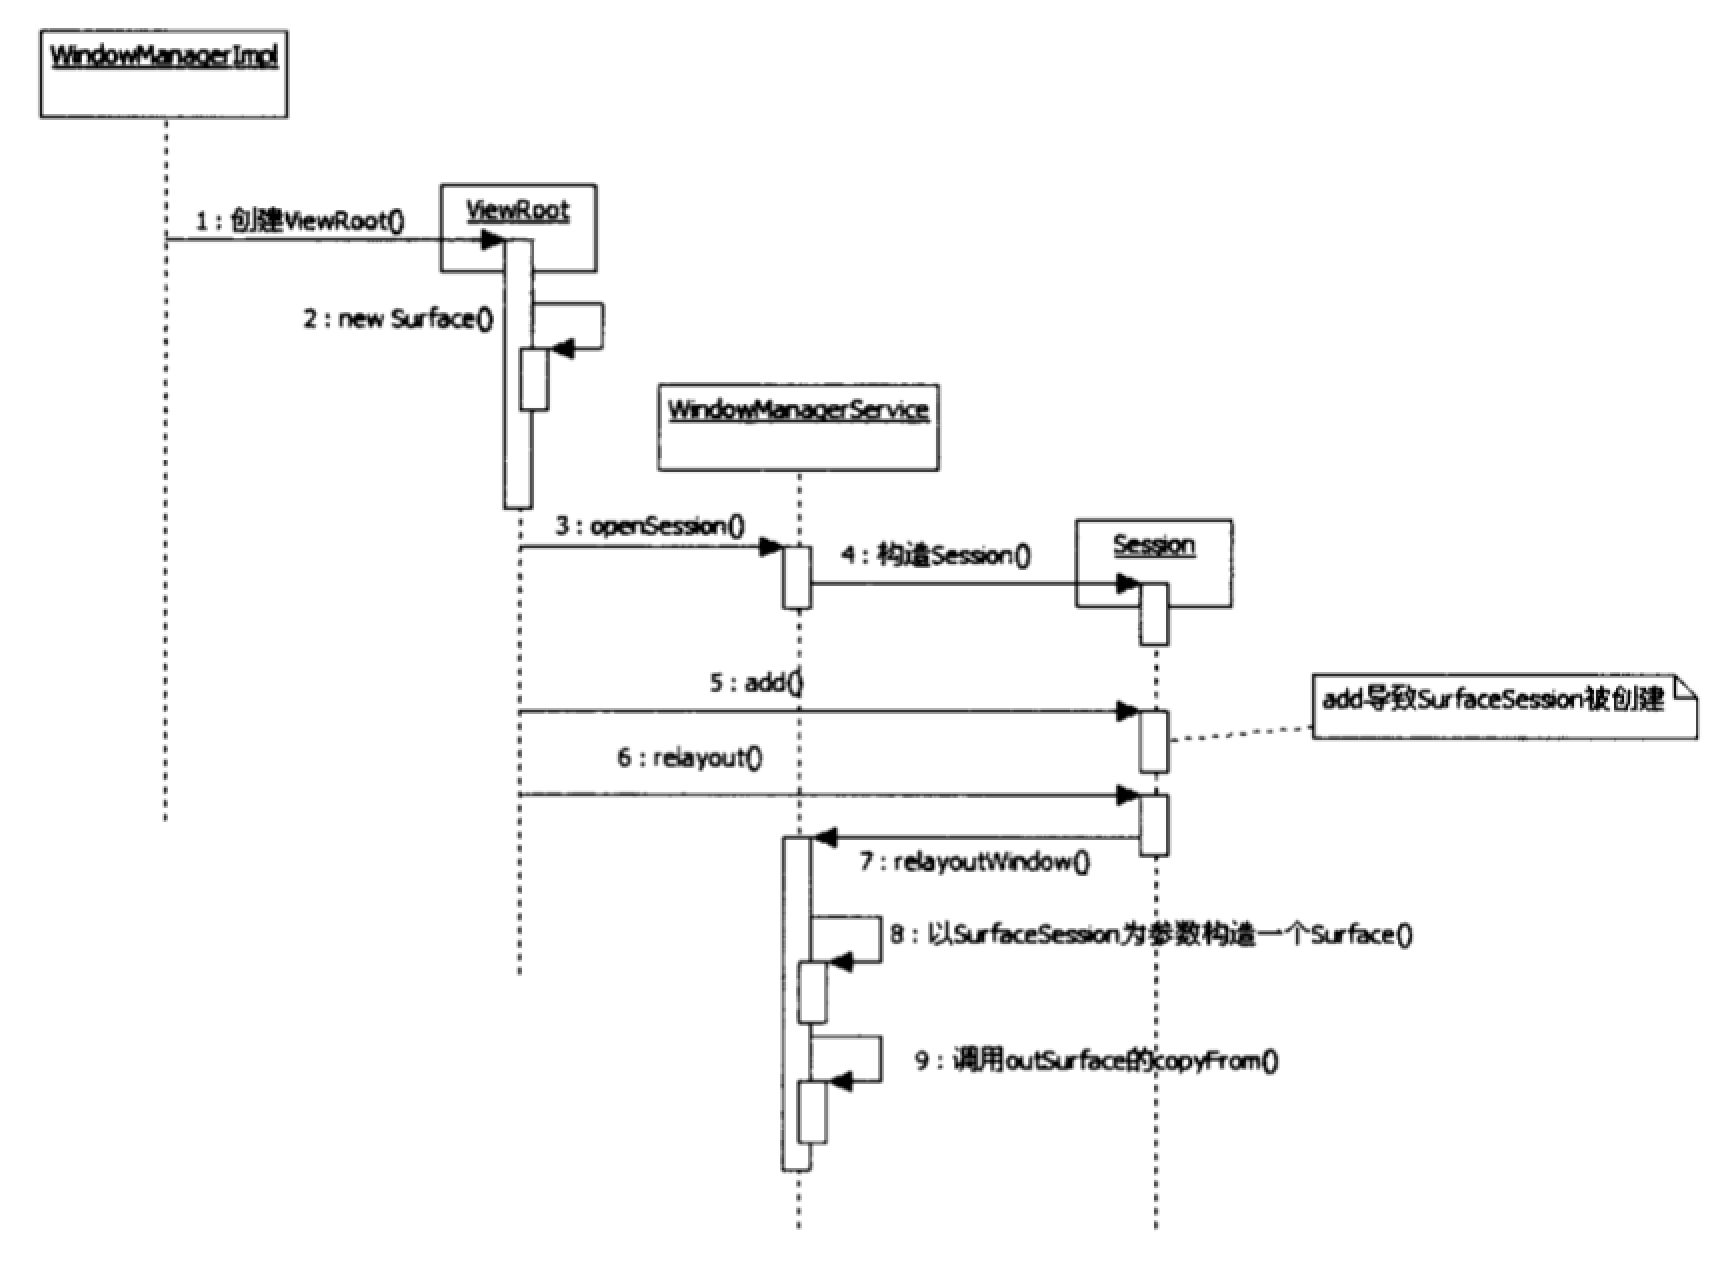 WindowManagerImpl
ViewRoot
1 : 创建ViewRoot()
2 : new Surface()
WindowManagerService
3 : openSession()
Session
4 : 构造Session()
5 : add()
add导致SurfaceSession被创建
6 : relayout()
7 : relayoutWindow()
8 : 以SurfaceSession为参数构造一个Surface()
9 : 调用outSurface的copyFrom()